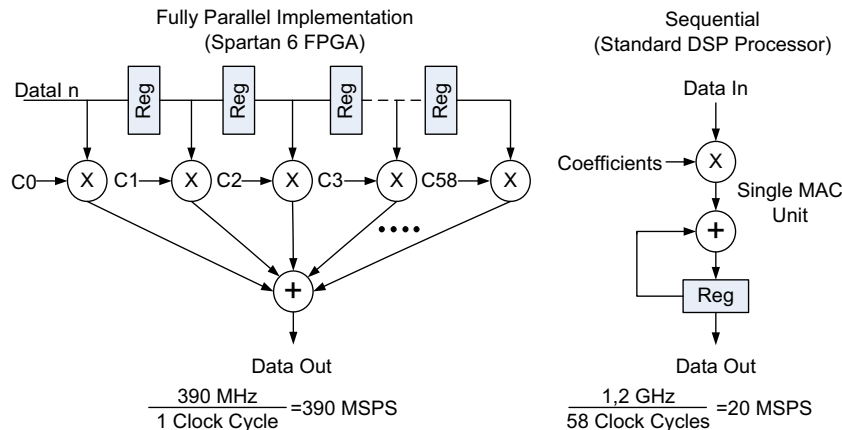 Fully Parallel Implementation
(Spartan 6 FPGA)
DataI n
Reg
Reg
Reg
Reg
C0
X
C1
X
C2
X
C3
X
C58
X
••••
+
Data Out
390 MHz
1 Clock Cycle
=390 MSPS
Sequential
(Standard DSP Processor)
Data In
Coefficients
X
Single MAC
Unit
+
Reg
Data Out
1,2 GHz
58 Clock Cycles
=20 MSPS